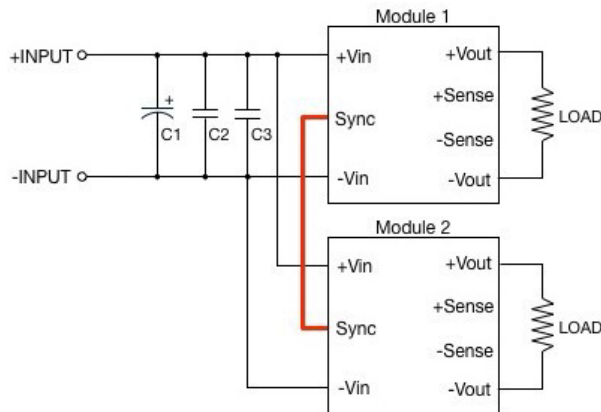 Module 1
+INPUT
+Vin
+Vout
+Sense
+
C1
C2
C3
Sync
LOAD
-Sense
-INPUT
-Vin
-Vout
Module 2
+Vin
+Vout
+Sense
Sync
LOAD
-Sense
-Vin
-Vout